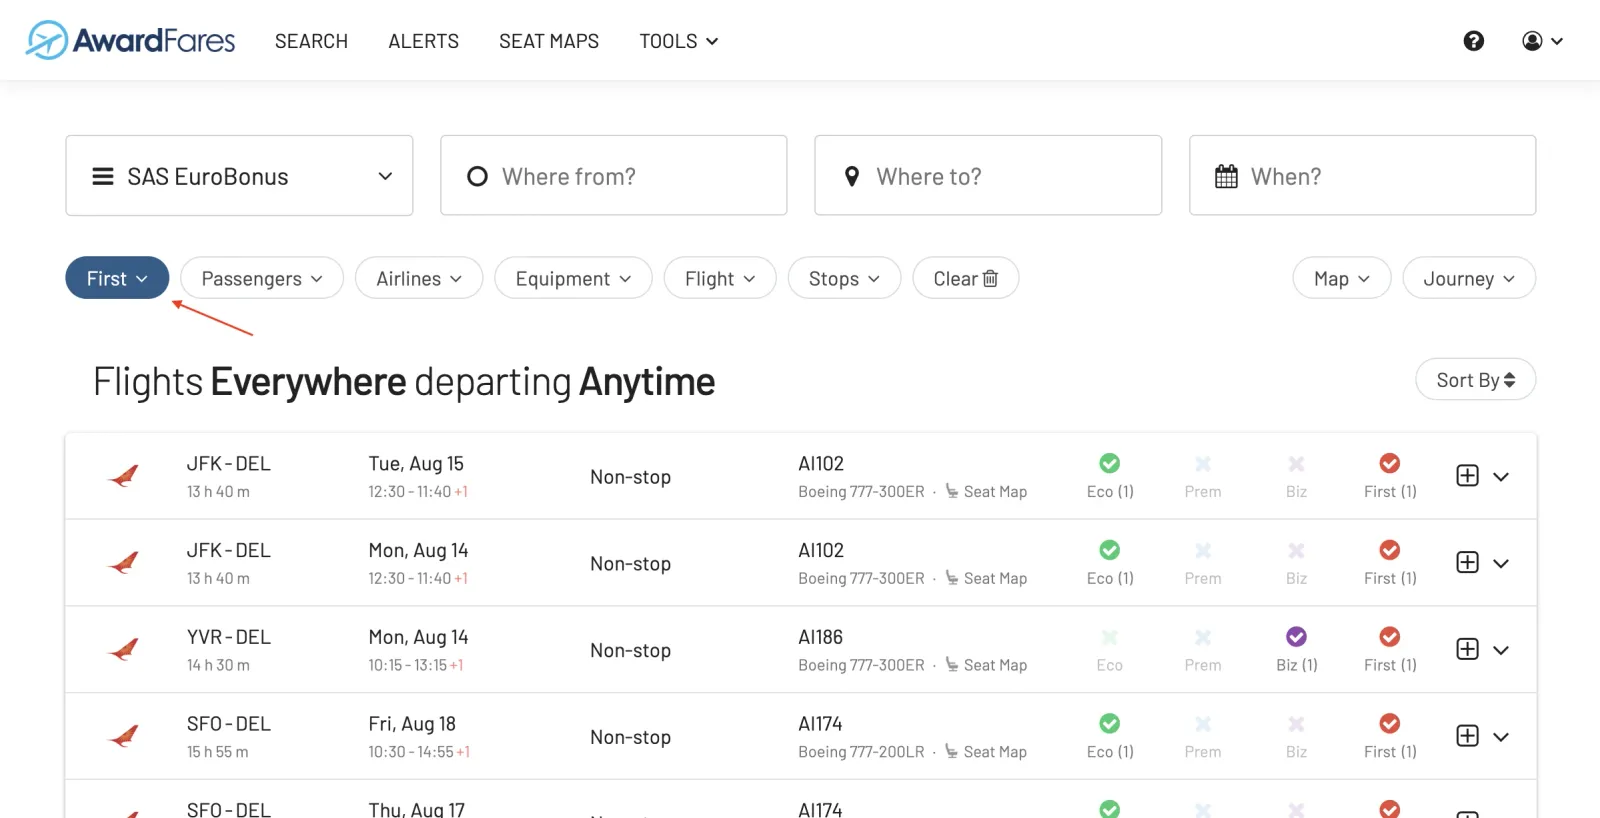 AwardFares SEARCH ALERTS SEAT MAPS TOOLS
SAS EuroBonus Where from? Where to? When?
First Passengers Airlines Equipment Flight Stops Clear Map Journey
Flights Everywhere departing Anytime Sort By
JFK - DEL Tue, Aug 15 Non-stop AI102
13 h 40 m 12:30 - 11:40 +1 Boeing 777-300ER · Seat Map Eco (1) Prem Biz First (1)
JFK - DEL Mon, Aug 14 Non-stop AI102
13 h 40 m 12:30 - 11:40 +1 Boeing 777-300ER · Seat Map Eco (1) Prem Biz First (1)
YVR - DEL Mon, Aug 14 Non-stop AI186
14 h 30 m 10:15 - 13:15 +1 Boeing 777-300ER · Seat Map Eco Prem Biz (1) First (1)
SFO - DEL Fri, Aug 18 Non-stop AI174
15 h 55 m 10:30 - 14:55 +1 Boeing 777-200LR · Seat Map Eco (1) Prem Biz First (1)
SFO - DEL Thu, Aug 17 AI174